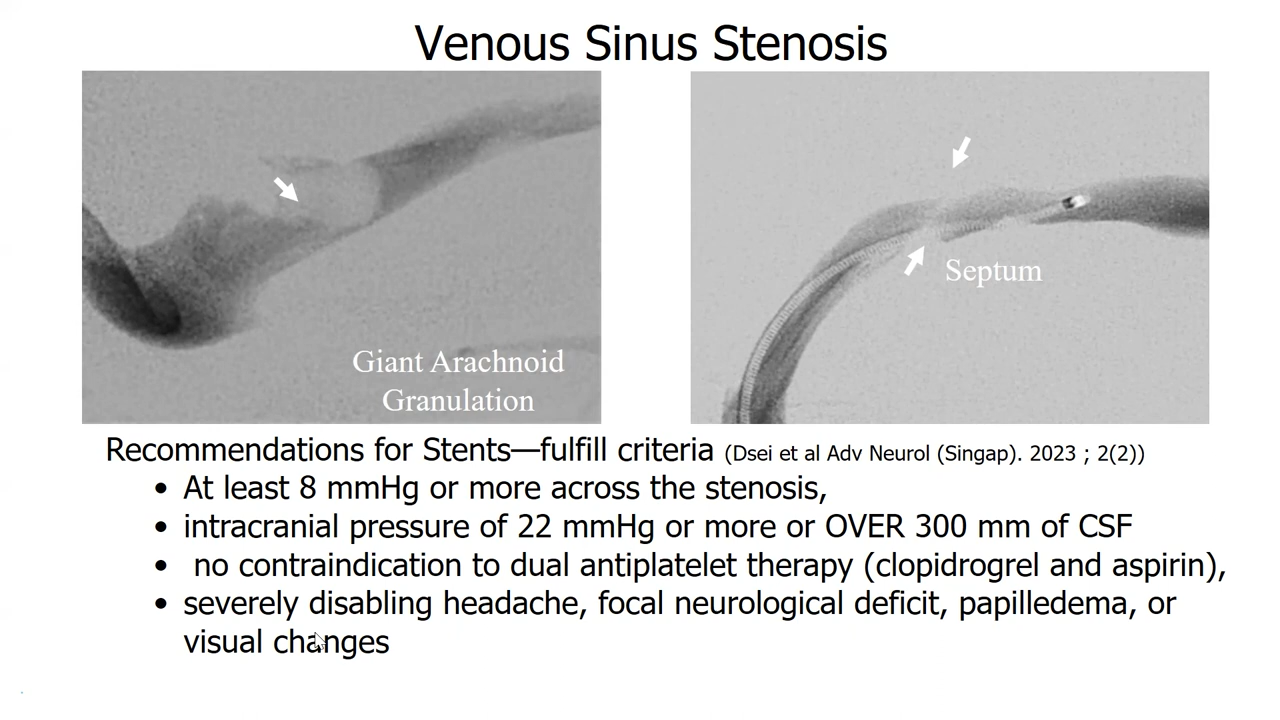 Venous Sinus Stenosis
Giant Arachnoid
Granulation
Septum
Recommendations for Stents—fulfill criteria (Dsei et al Adv Neurol (Singap). 2023 ; 2(2))
• At least 8 mmHg or more across the stenosis,
• intracranial pressure of 22 mmHg or more or OVER 300 mm of CSF
• no contraindication to dual antiplatelet therapy (clopidrogrel and aspirin),
• severely disabling headache, focal neurological deficit, papilledema, or
visual changes